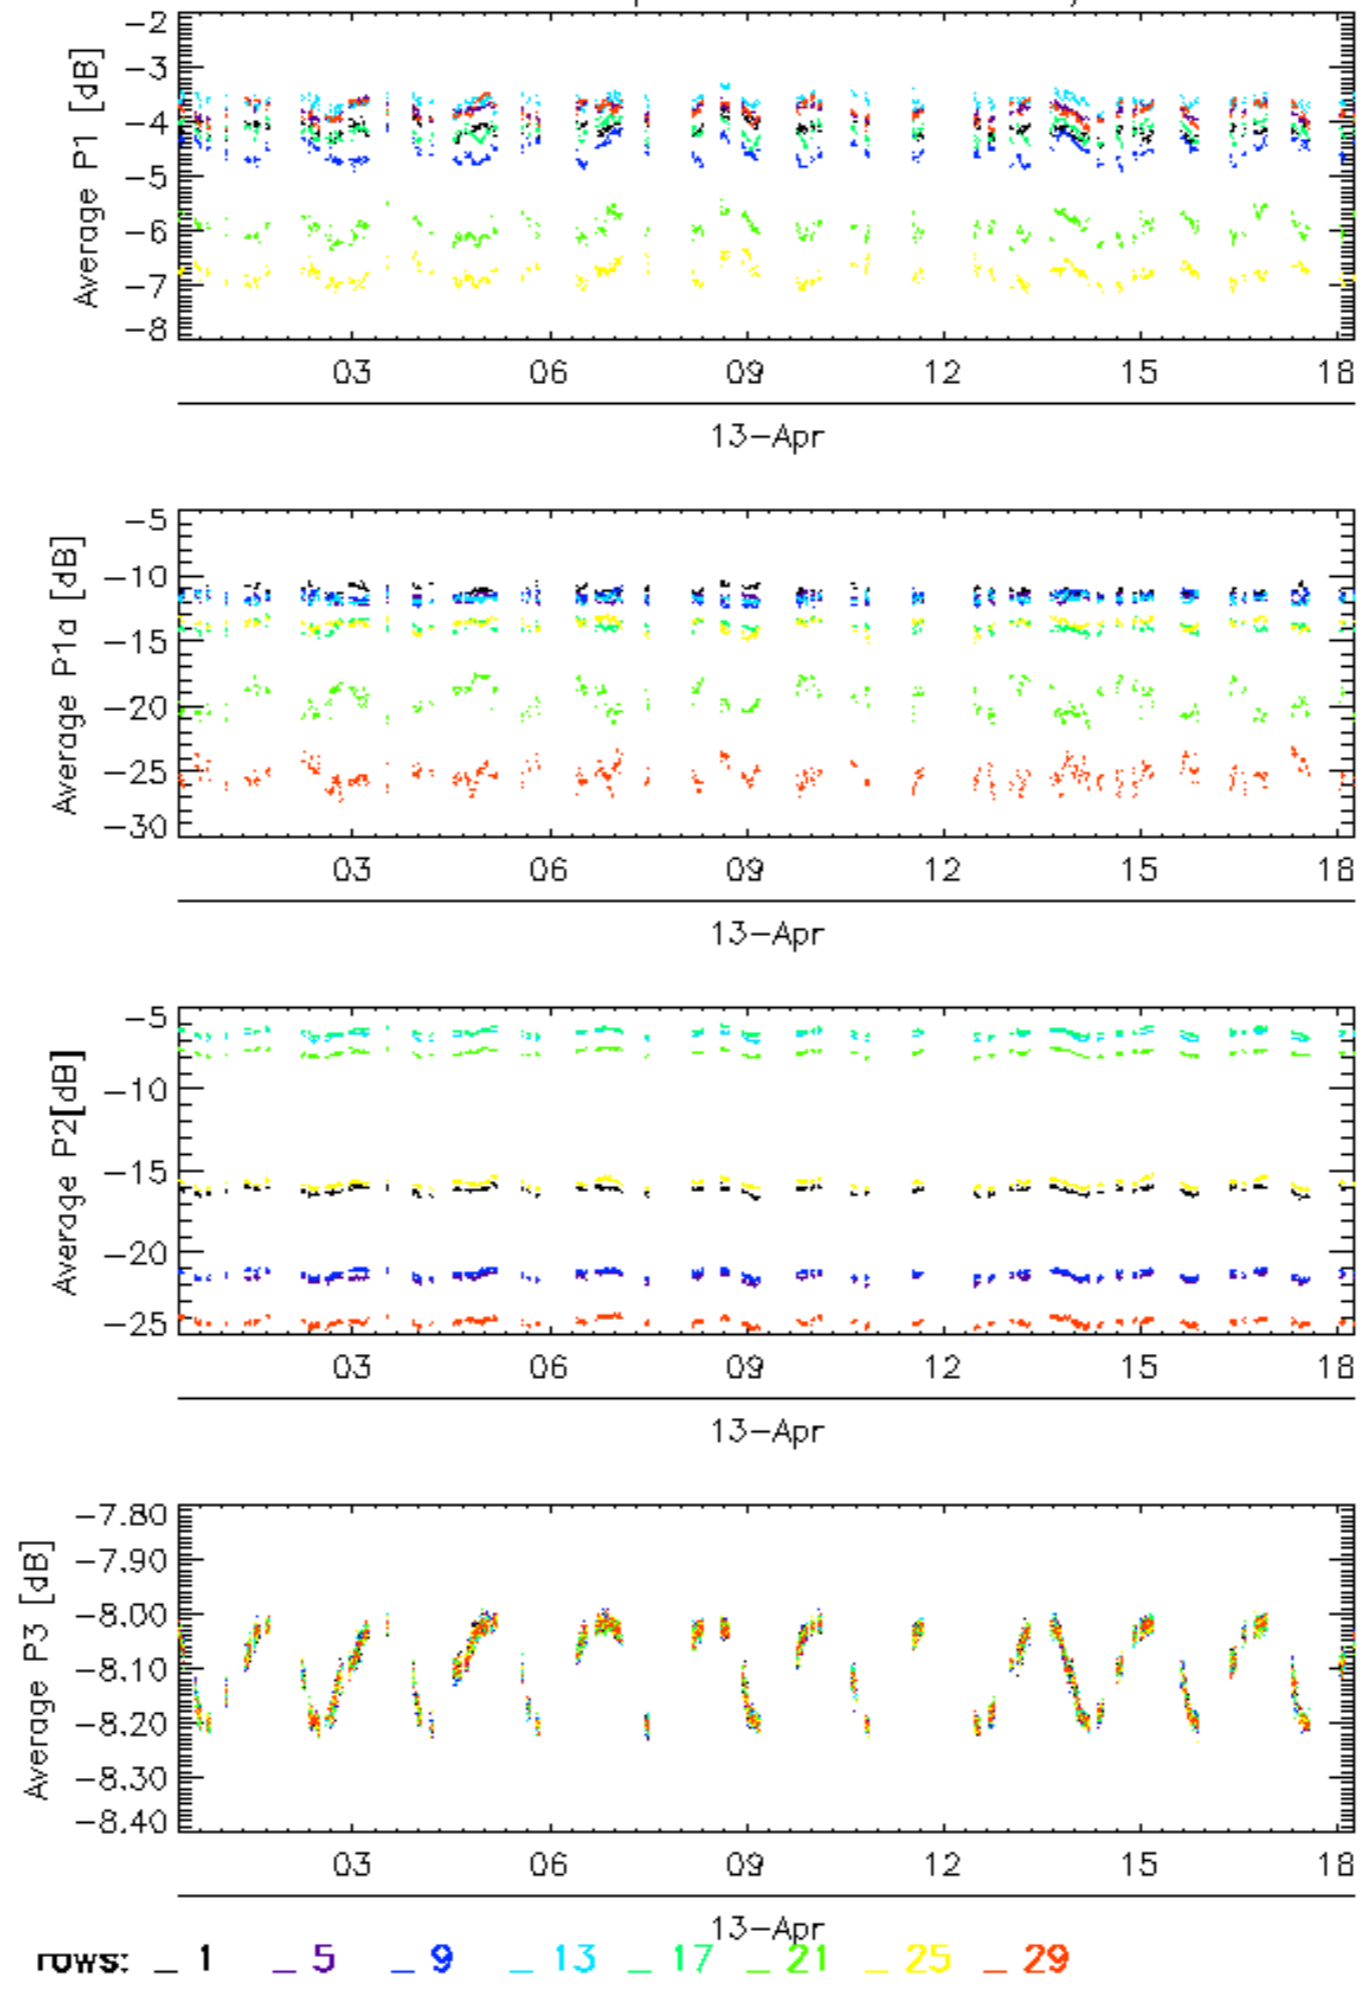 -2
-3
-4
-5
-6
-7
-8
Average P1 [dB]
03 06 09 12 15 18
13-Apr
-5
-10
-15
-20
-25
-30
Average P1a [dB]
03 06 09 12 15 18
13-Apr
-5
-10
-15
-20
-25
Average P2[dB]
03 06 09 12 15 18
13-Apr
-7.80
-7.90
-8.00
-8.10
-8.20
-8.30
-8.40
Average P3 [dB]
03 06 09 12 15 18
13-Apr
rows: _ 1 _ 5 _ 9 _ 13 _ 17 _ 21 _ 25 _ 29